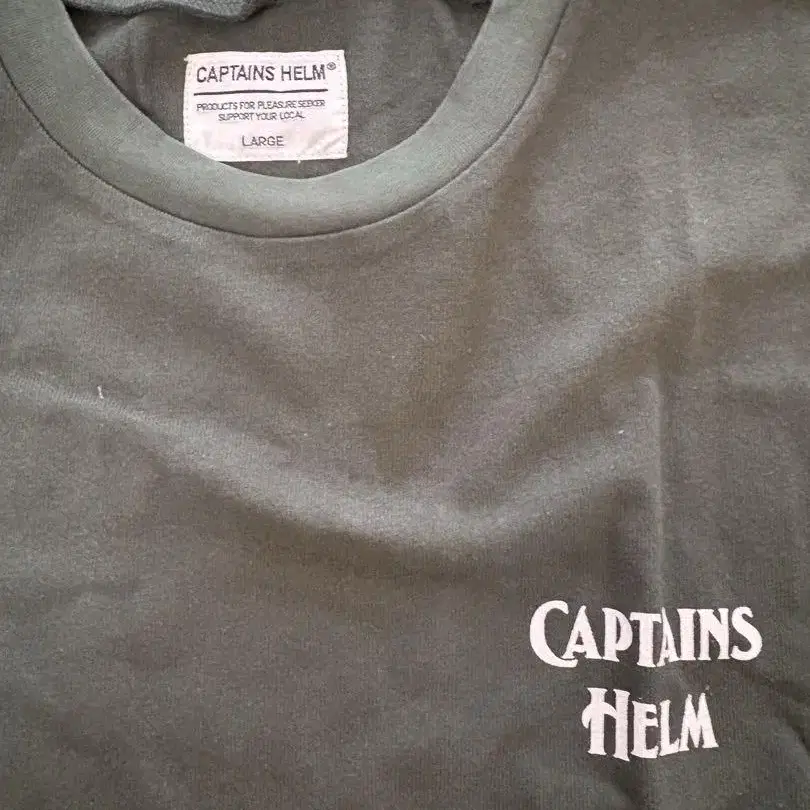 CAPTAINS HELM®
PRODUCTS FOR PLEASURE SEEKER
SUPPORT YOUR LOCAL
LARGE
CAPTAINS
HELM